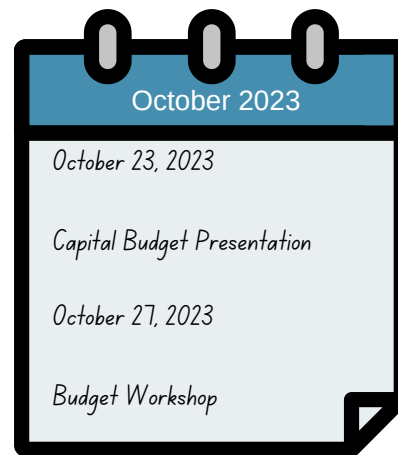 October 2023
October 23, 2023
Capital Budget Presentation
October 27, 2023
Budget Workshop